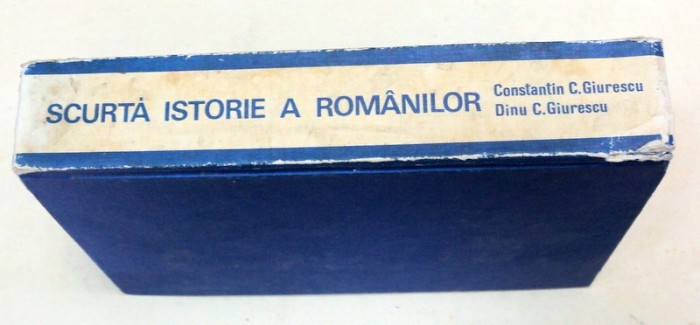 SCURTĂ ISTORIE A ROMÂNILOR
Constantin C.Giurescu
Dinu C.Giurescu